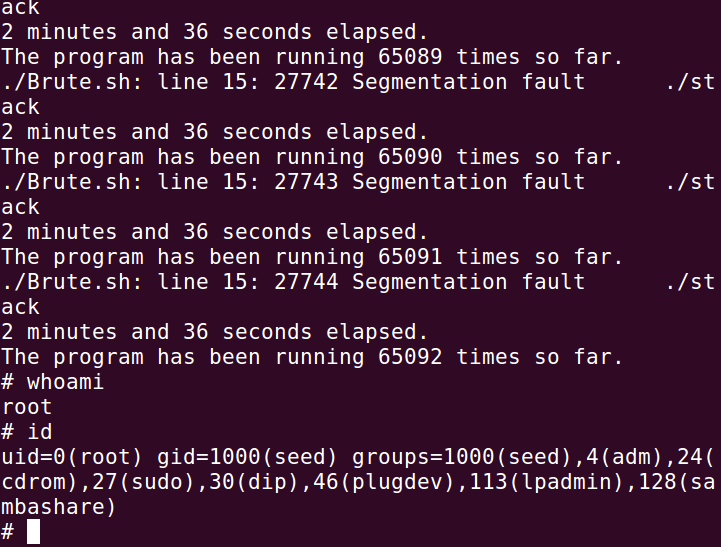 ack
2 minutes and 36 seconds elapsed.
The program has been running 65089 times so far.
./Brute.sh: line 15: 27742 Segmentation fault      ./st
ack
2 minutes and 36 seconds elapsed.
The program has been running 65090 times so far.
./Brute.sh: line 15: 27743 Segmentation fault      ./st
ack
2 minutes and 36 seconds elapsed.
The program has been running 65091 times so far.
./Brute.sh: line 15: 27744 Segmentation fault      ./st
ack
2 minutes and 36 seconds elapsed.
The program has been running 65092 times so far.
# whoami
root
# id
uid=0(root) gid=1000(seed) groups=1000(seed),4(adm),24(
cdrom),27(sudo),30(dip),46(plugdev),113(lpadmin),128(sa
mbashare)
#